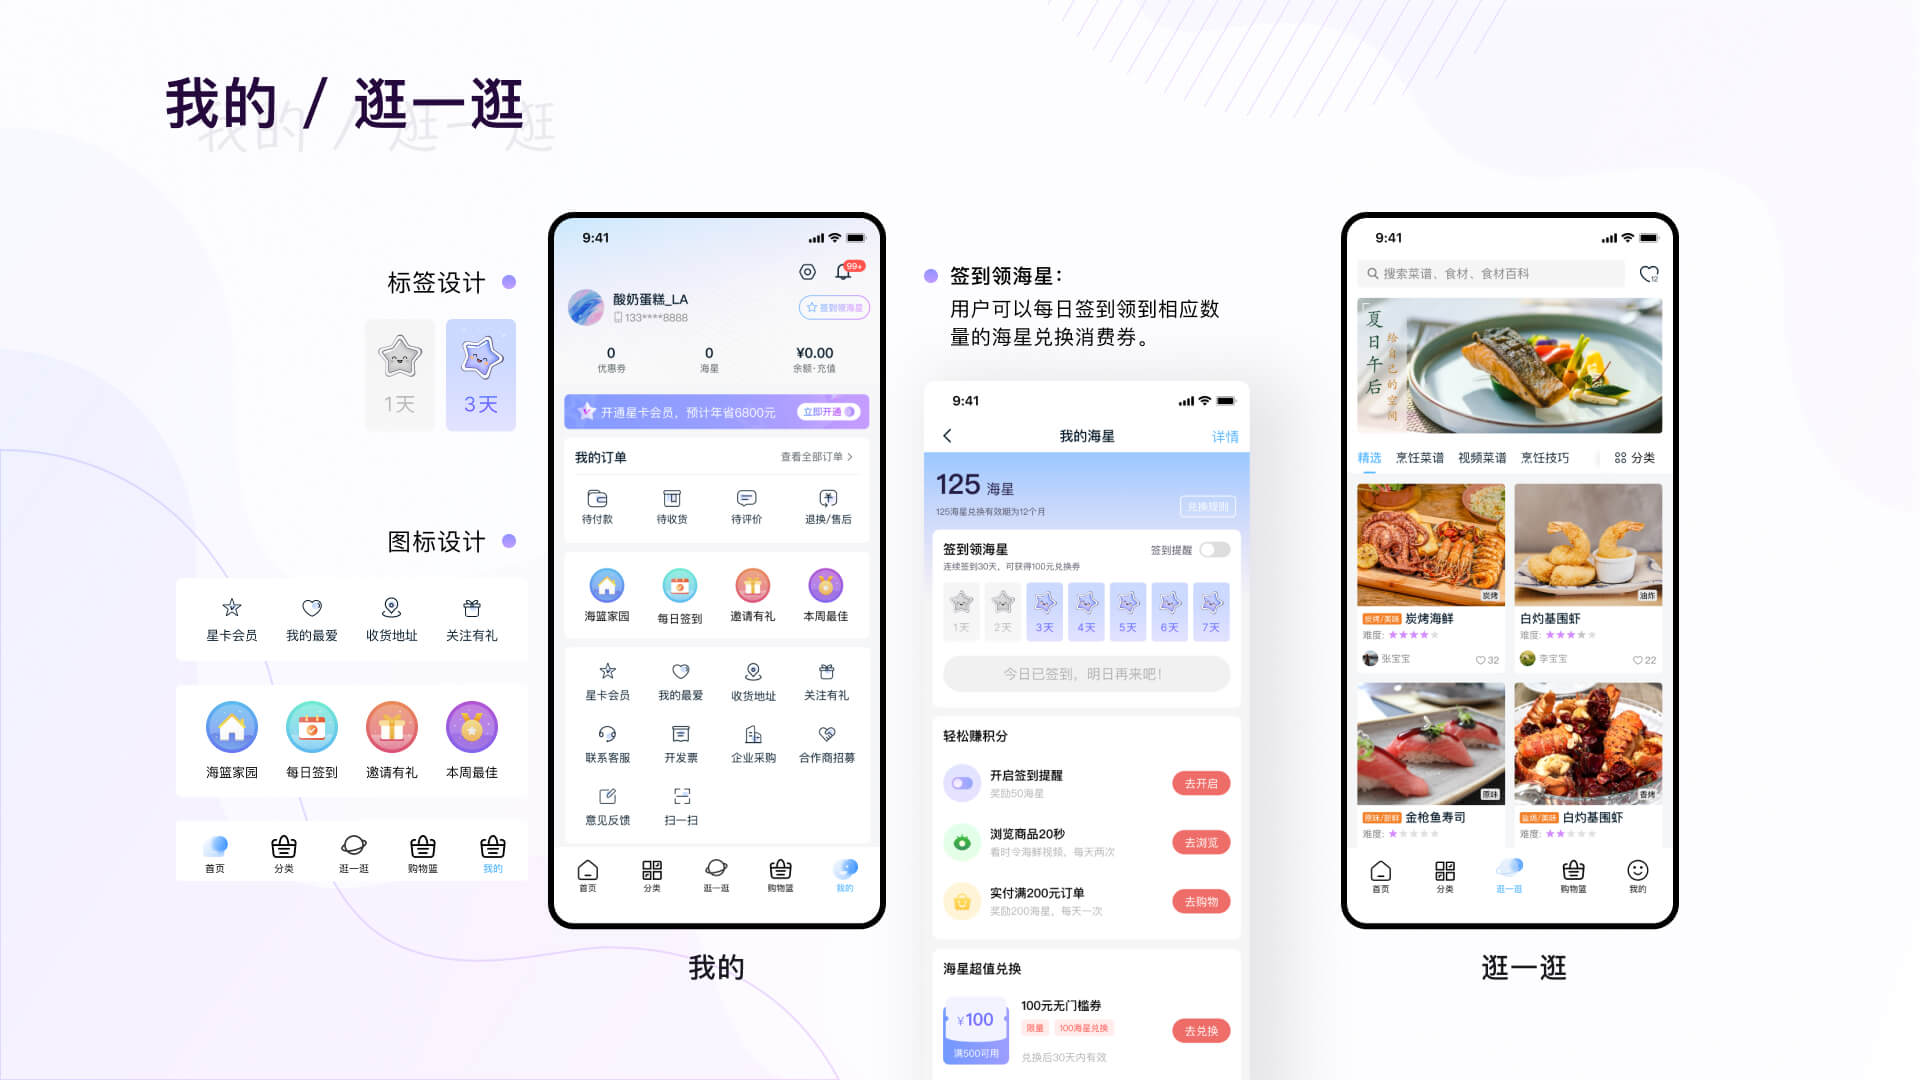 我的 / 逛一逛
标签设计
1天
3天
图标设计
星卡会员 我的最爱 收货地址 关注有礼
海篮家园 每日签到 邀请有礼 本周最佳
首页 分类 逛一逛 购物篮 我的
9:41
99+
酸奶蛋糕_LA
133****8888
签到领海星
0 0 ¥0.00
优惠券 海星 余额·充值
开通星卡会员，预计年省6800元 立即开通
我的订单 查看全部订单
待付款 待收货 待评价 退换/售后
海篮家园 每日签到 邀请有礼 本周最佳
星卡会员 我的最爱 收货地址 关注有礼
联系客服 开发票 企业采购 合作商招募
意见反馈 扫一扫
首页 分类 逛一逛 购物篮 我的
我的
签到领海星：
用户可以每日签到领到相应数
量的海星兑换消费券。
9:41
我的海星 详情
125 海星
125海星兑换有效期为12个月
兑换规则
签到领海星 签到提醒
连续签到30天，可获得100元兑换券
1天 2天 3天 4天 5天 6天 7天
今日已签到，明日再来吧！
轻松赚积分
开启签到提醒
奖励50海星
去开启
浏览商品20秒
看时令海鲜视频，每天两次
去浏览
实付满200元订单
奖励200海星，每天一次
去购物
海星超值兑换
¥100
满500可用
100元无门槛券
限量 100海星兑换
兑换后30天内有效
去兑换
9:41
搜索菜谱、食材、食材百科
12
夏日午后
给自己的空间
精选 烹饪菜谱 视频菜谱 烹饪技巧 分类
炭烤
炭烤/美味 炭烤海鲜
难度：
张宝宝 32
油炸
白灼基围虾
难度：
李宝宝 22
原味
原味/新鲜 金枪鱼寿司
难度：
香烤
盐焗/美味 白灼基围虾
难度：
首页 分类 逛一逛 购物篮 我的
逛一逛